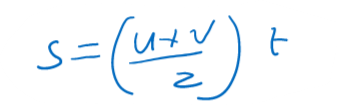 s = (u+v/2) t